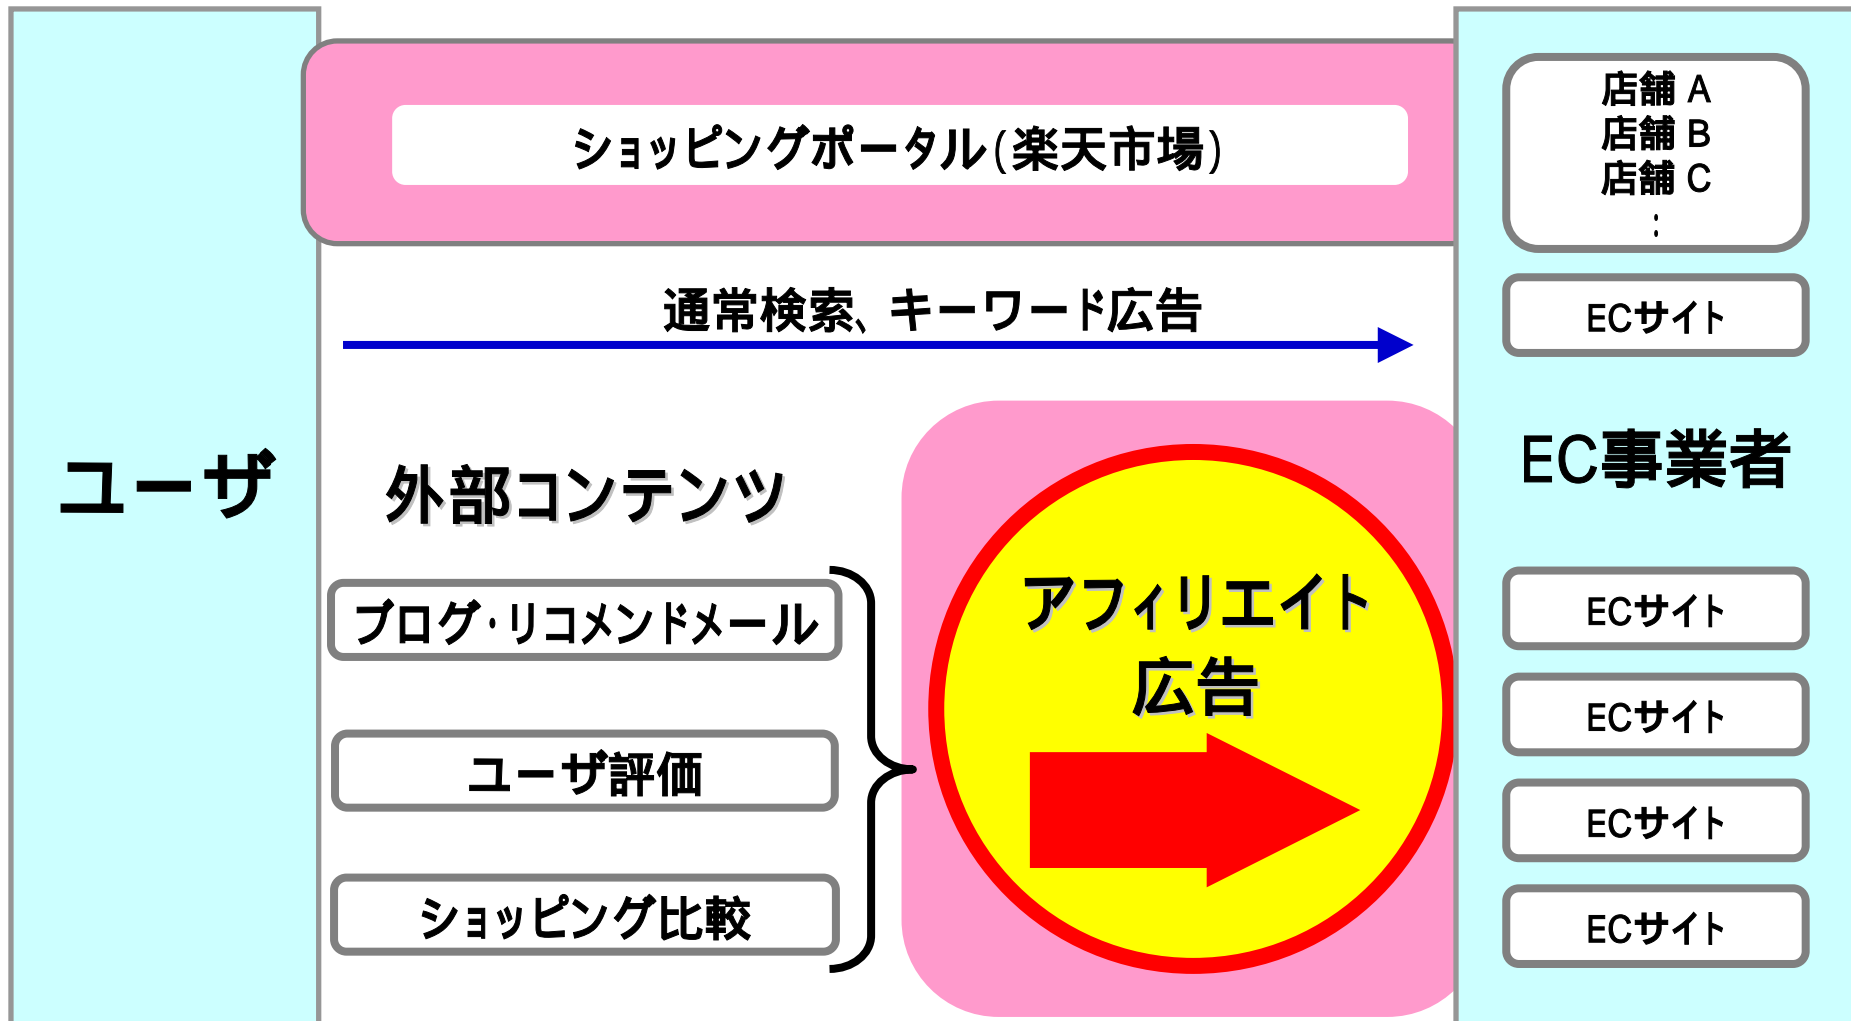 ショッピングポータル(楽天市場)
店舗 A
店舗 B
店舗 C
:
通常検索、キーワード広告
ECサイト
ユーザ
外部コンテンツ
EC事業者
ブログ・リコメンドメール
ユーザ評価
ショッピング比較
アフィリエイト
広告
ECサイト
ECサイト
ECサイト
ECサイト